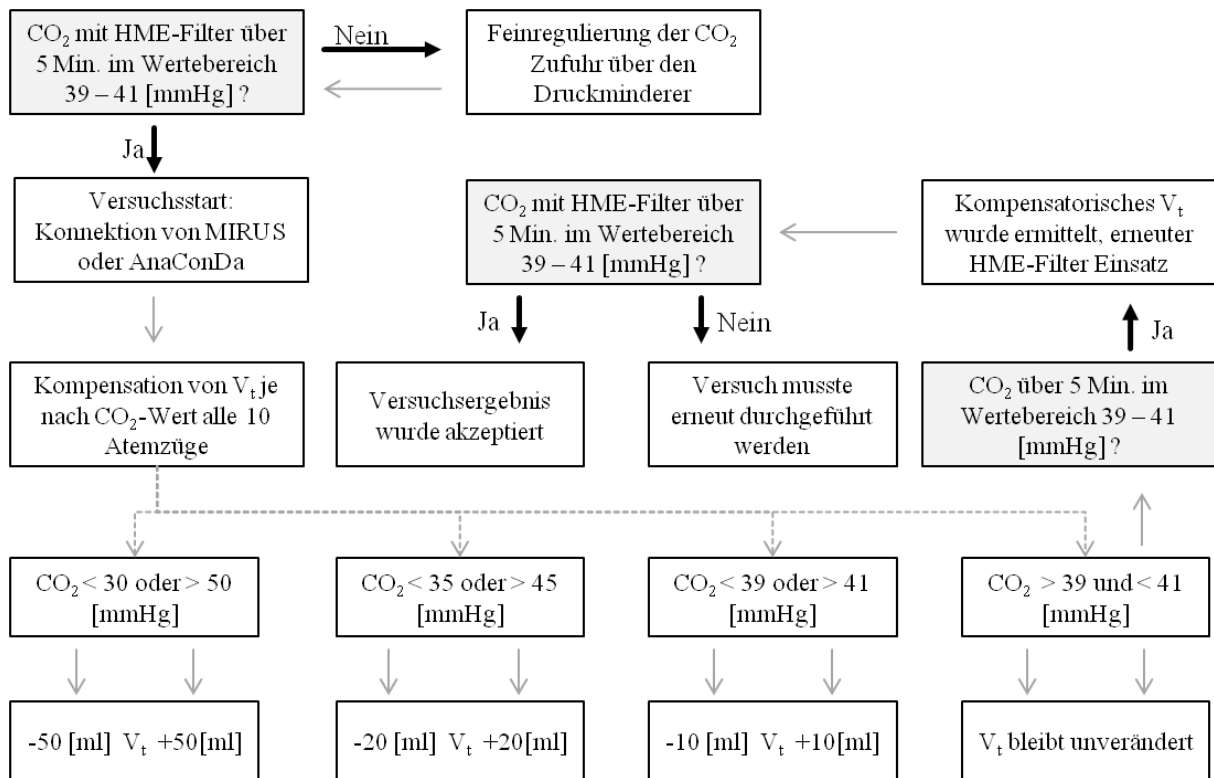 CO₂ mit HME-Filter über
5 Min. im Wertebereich
39 – 41 [mmHg] ?
Nein
Feinregulierung der CO₂
Zufuhr über den
Druckminderer
Ja
Versuchsstart:
Konnektion von MIRUS
oder AnaConDa
CO₂ mit HME-Filter über
5 Min. im Wertebereich
39 – 41 [mmHg] ?
Kompensatorisches Vₜ
wurde ermittelt, erneuter
HME-Filter Einsatz
Ja
Nein
Ja
Kompensation von Vₜ je
nach CO₂-Wert alle 10
Atemzüge
Versuchsergebnis
wurde akzeptiert
Versuch musste
erneut durchgeführt
werden
CO₂ über 5 Min. im
Wertebereich 39 – 41
[mmHg] ?
CO₂ < 30 oder > 50
[mmHg]
CO₂ < 35 oder > 45
[mmHg]
CO₂ < 39 oder > 41
[mmHg]
CO₂ > 39 und < 41
[mmHg]
-50 [ml] Vₜ +50[ml]
-20 [ml] Vₜ +20[ml]
-10 [ml] Vₜ +10[ml]
Vₜ bleibt unverändert